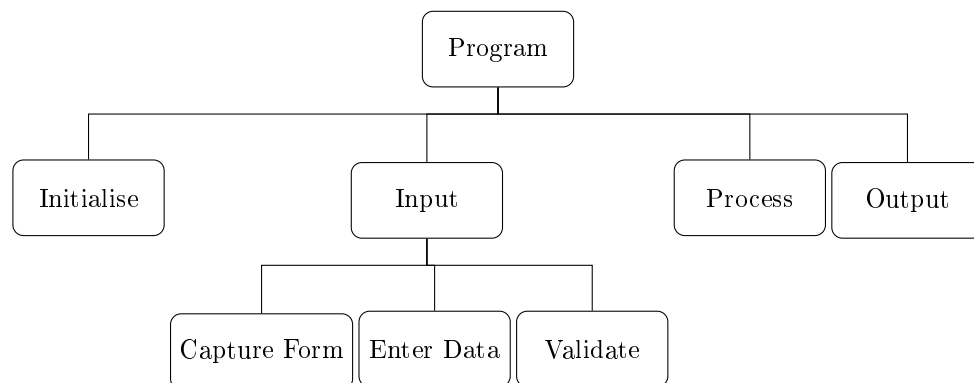 Program
Initialise
Input
Process
Output
Capture Form
Enter Data
Validate